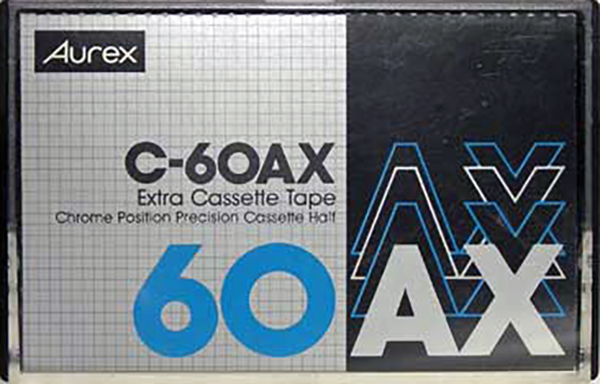 Aurex
C-60AX
Extra Cassette Tape
Chrome Position Precision Cassette Half
60
AX